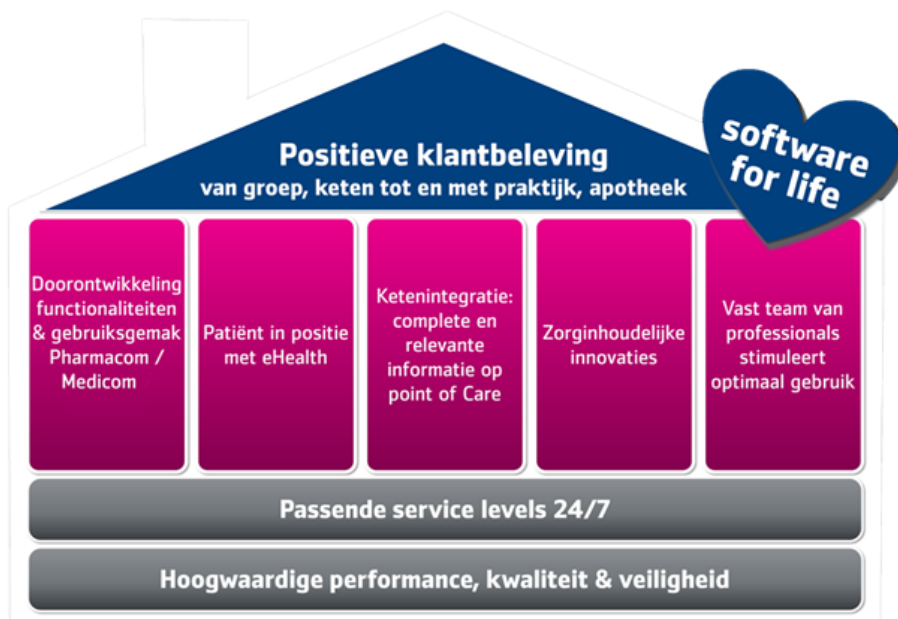 Positieve klantbeleving
van groep, keten tot en met praktijk, apotheek
software
for life
Doorontwikkeling
functionaliteiten
& gebruiksgemak
Pharmacom /
Medicom
Patiënt in positie
met eHealth
Ketenintegratie:
complete en
relevante
informatie op
point of Care
Zorginhoudelijke
innovaties
Vast team van
professionals
stimuleert
optimaal gebruik
Passende service levels 24/7
Hoogwaardige performance, kwaliteit & veiligheid